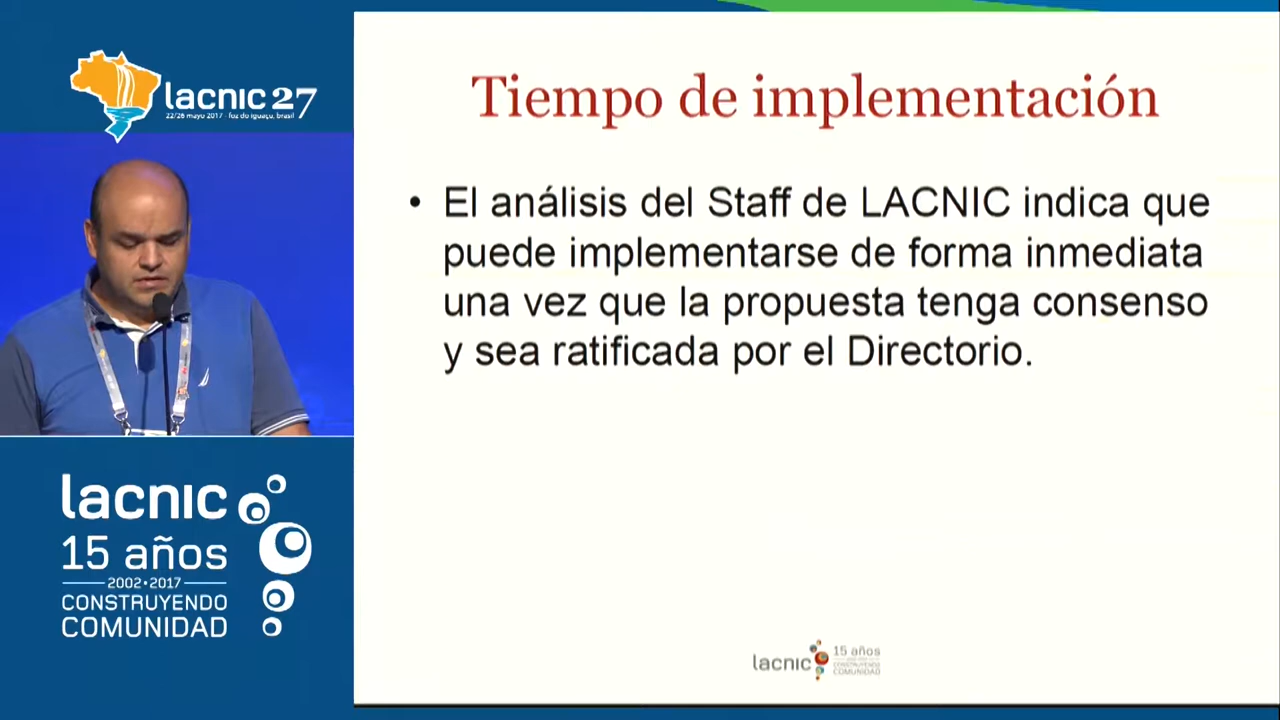 lacnic 27
22/26 mayo 2017 - foz do iguaçu, brasil
Tiempo de implementación
• El análisis del Staff de LACNIC indica que
puede implementarse de forma inmediata
una vez que la propuesta tenga consenso
y sea ratificada por el Directorio.
lacnic
15 años
2002•2017
CONSTRUYENDO
COMUNIDAD
lacnic
15 años
CONSTRUYENDO
COMUNIDAD